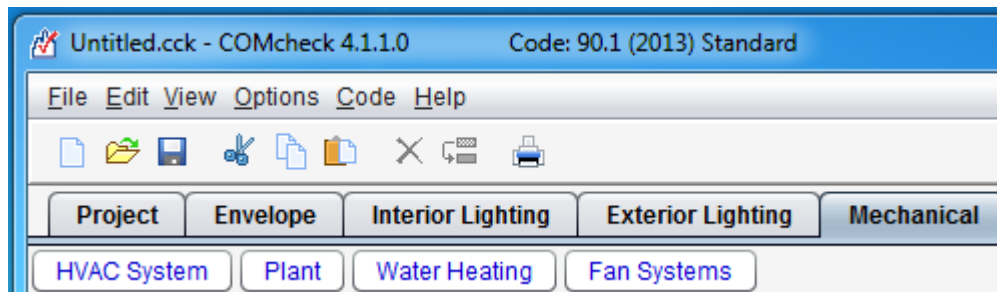 Untitled.cck - COMcheck 4.1.1.0 Code: 90.1 (2013) Standard
File Edit View Options Code Help
Project Envelope Interior Lighting Exterior Lighting Mechanical
HVAC System Plant Water Heating Fan Systems